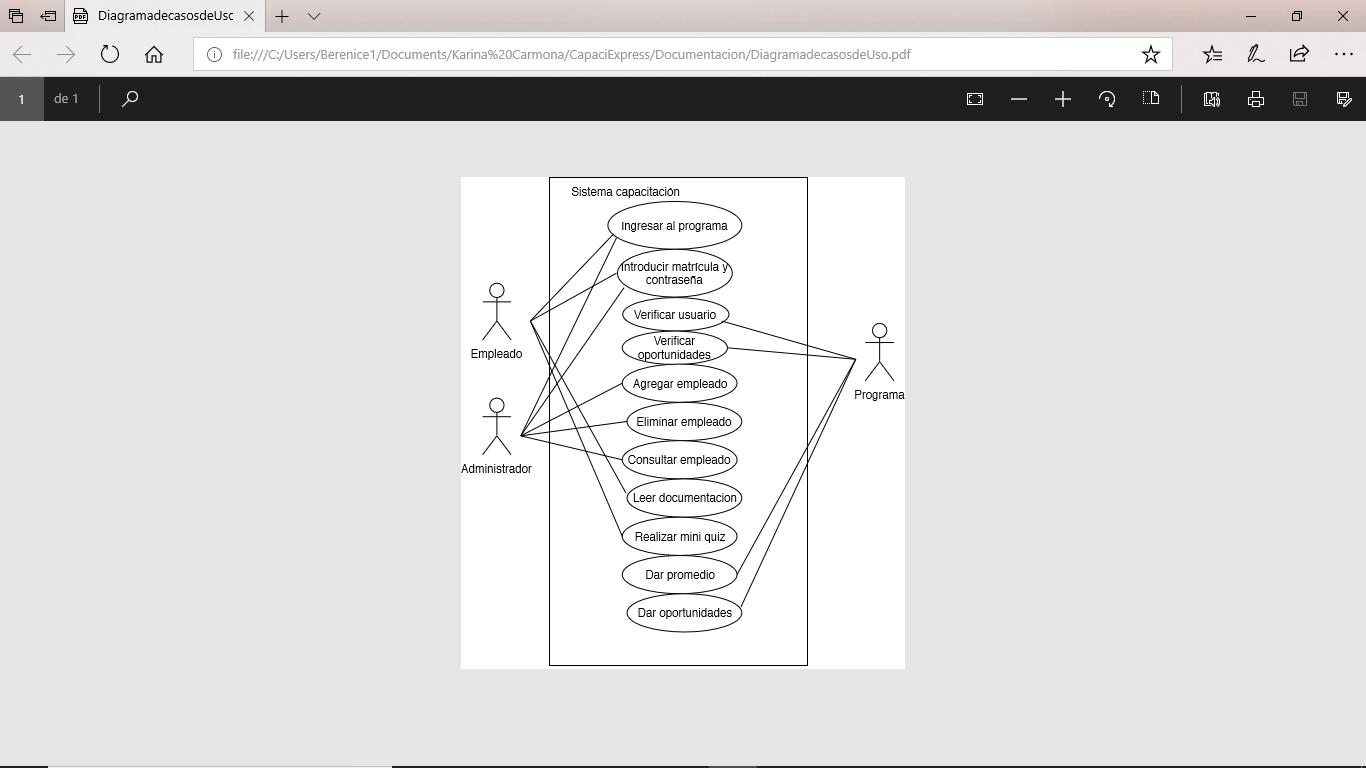 DiagramadecasosdeUso
file:///C:/Users/Berenice1/Documents/Karina%20Carmona/CapaciExpress/Documentacion/DiagramadecasosdeUso.pdf
1 de 1
Sistema capacitación
Ingresar al programa
Introducir matrícula y
contraseña
Verificar usuario
Verificar
oportunidades
Agregar empleado
Eliminar empleado
Consultar empleado
Leer documentacion
Realizar mini quiz
Dar promedio
Dar oportunidades
Empleado
Administrador
Programa